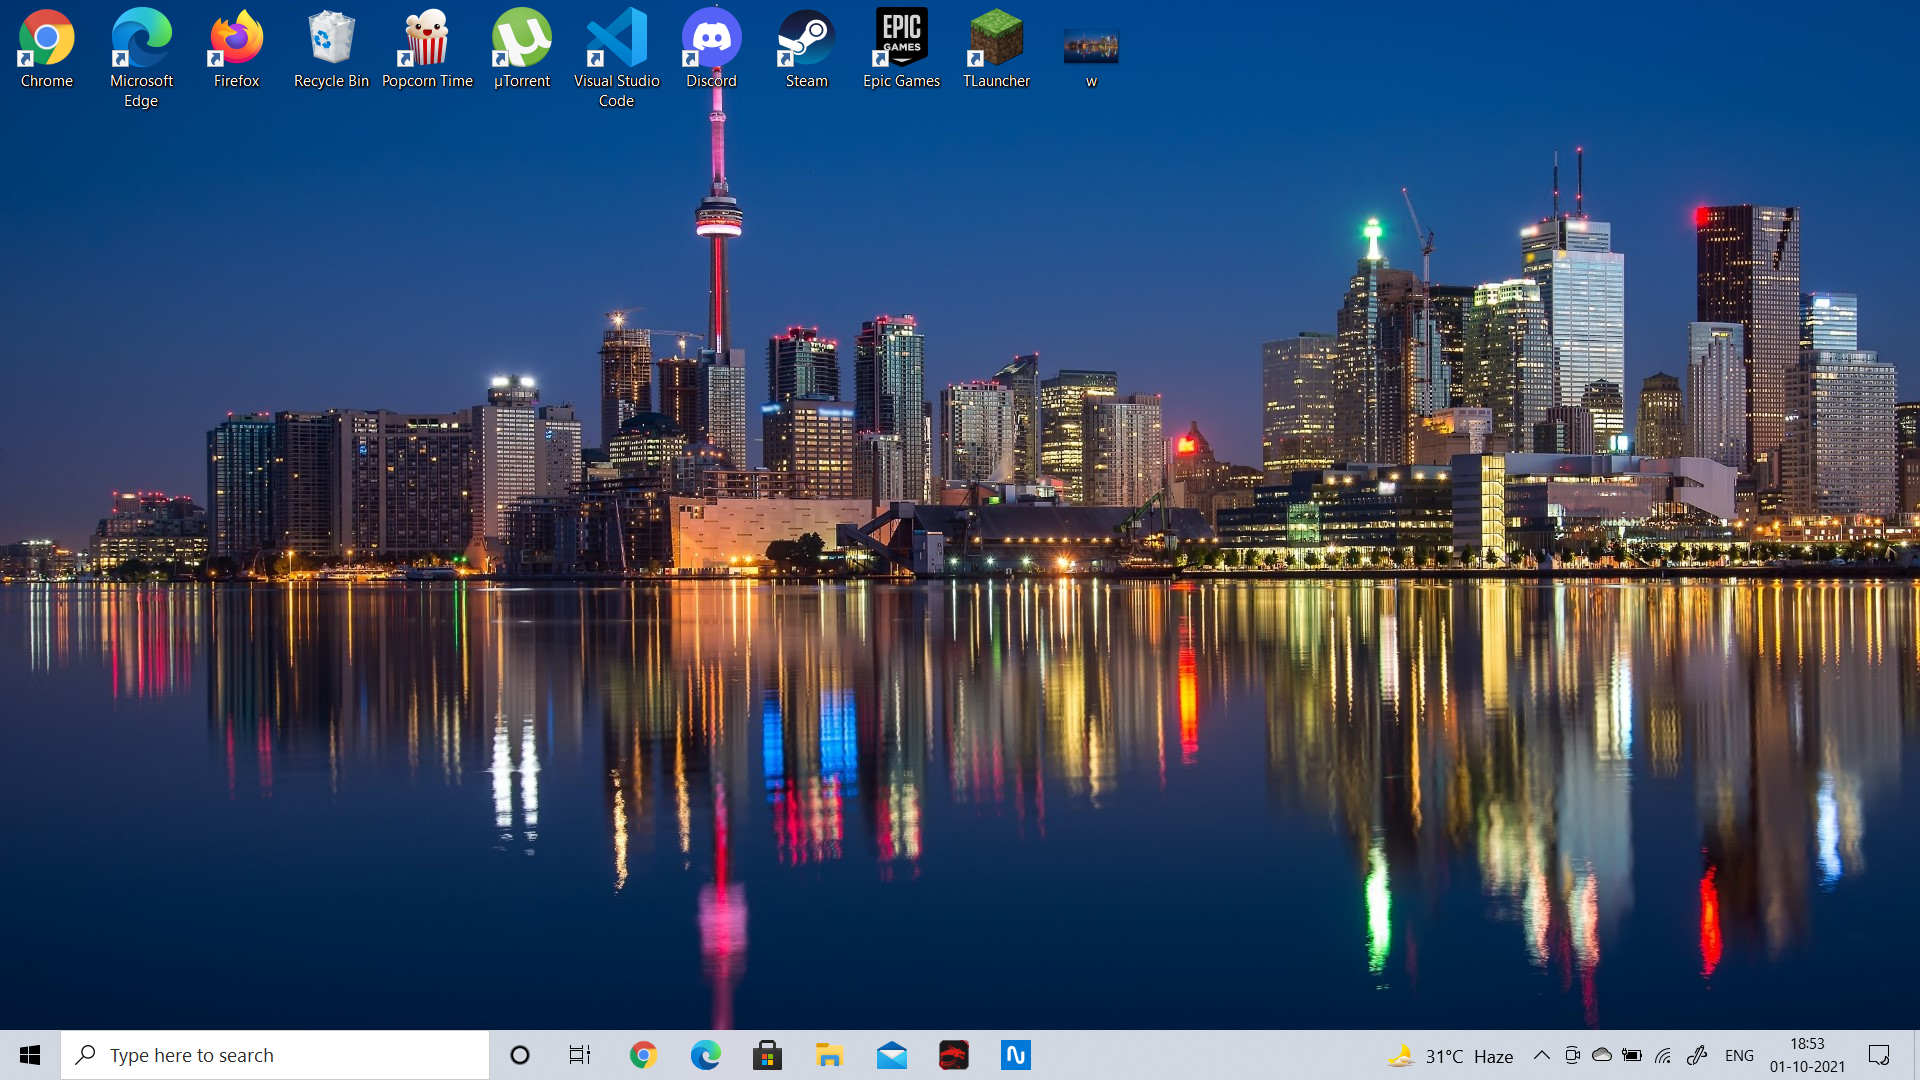 Chrome
Microsoft
Edge
Firefox
Recycle Bin
Popcorn Time
µTorrent
Visual Studio
Code
Discord
Steam
EPIC
GAMES
Epic Games
TLauncher
w
Type here to search
31°C Haze
ENG
18:53
01-10-2021